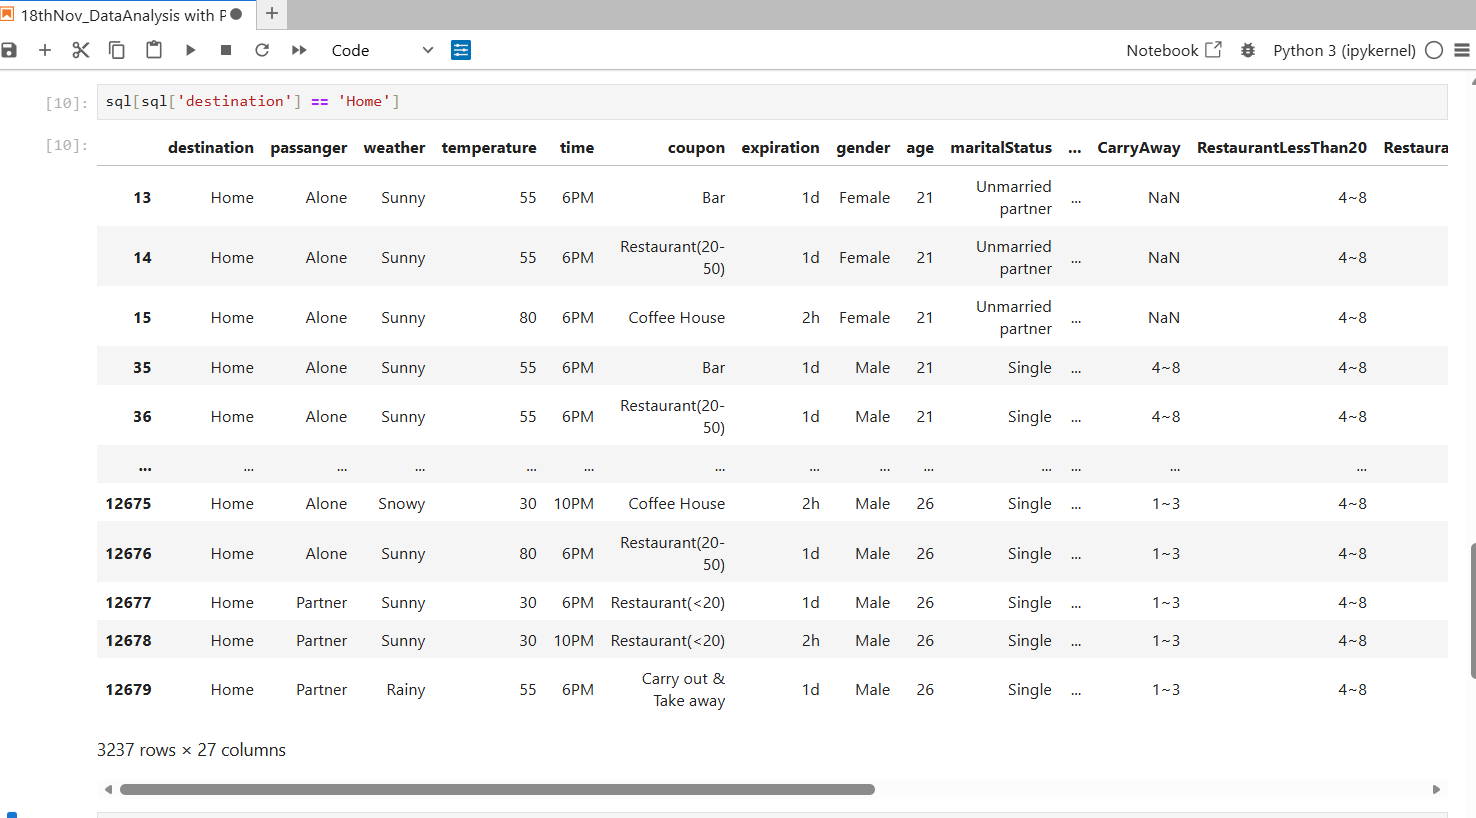 18thNov_DataAnalysis with P
Code
Notebook
Python 3 (ipykernel)
[10]:
sql[sql['destination'] == 'Home']
[10]:
destination passanger weather temperature time coupon expiration gender age maritalStatus ... CarryAway RestaurantLessThan20 Restaura
13 Home Alone Sunny 55 6PM Bar 1d Female 21 Unmarried partner ... NaN 4~8
14 Home Alone Sunny 55 6PM Restaurant(20-50) 1d Female 21 Unmarried partner ... NaN 4~8
15 Home Alone Sunny 80 6PM Coffee House 2h Female 21 Unmarried partner ... NaN 4~8
35 Home Alone Sunny 55 6PM Bar 1d Male 21 Single ... 4~8 4~8
36 Home Alone Sunny 55 6PM Restaurant(20-50) 1d Male 21 Single ... 4~8 4~8
... ... ... ... ... ... ... ... ... ... ... ... ... ...
12675 Home Alone Snowy 30 10PM Coffee House 2h Male 26 Single ... 1~3 4~8
12676 Home Alone Sunny 80 6PM Restaurant(20-50) 1d Male 26 Single ... 1~3 4~8
12677 Home Partner Sunny 30 6PM Restaurant(<20) 1d Male 26 Single ... 1~3 4~8
12678 Home Partner Sunny 30 10PM Restaurant(<20) 2h Male 26 Single ... 1~3 4~8
12679 Home Partner Rainy 55 6PM Carry out & Take away 1d Male 26 Single ... 1~3 4~8
3237 rows × 27 columns